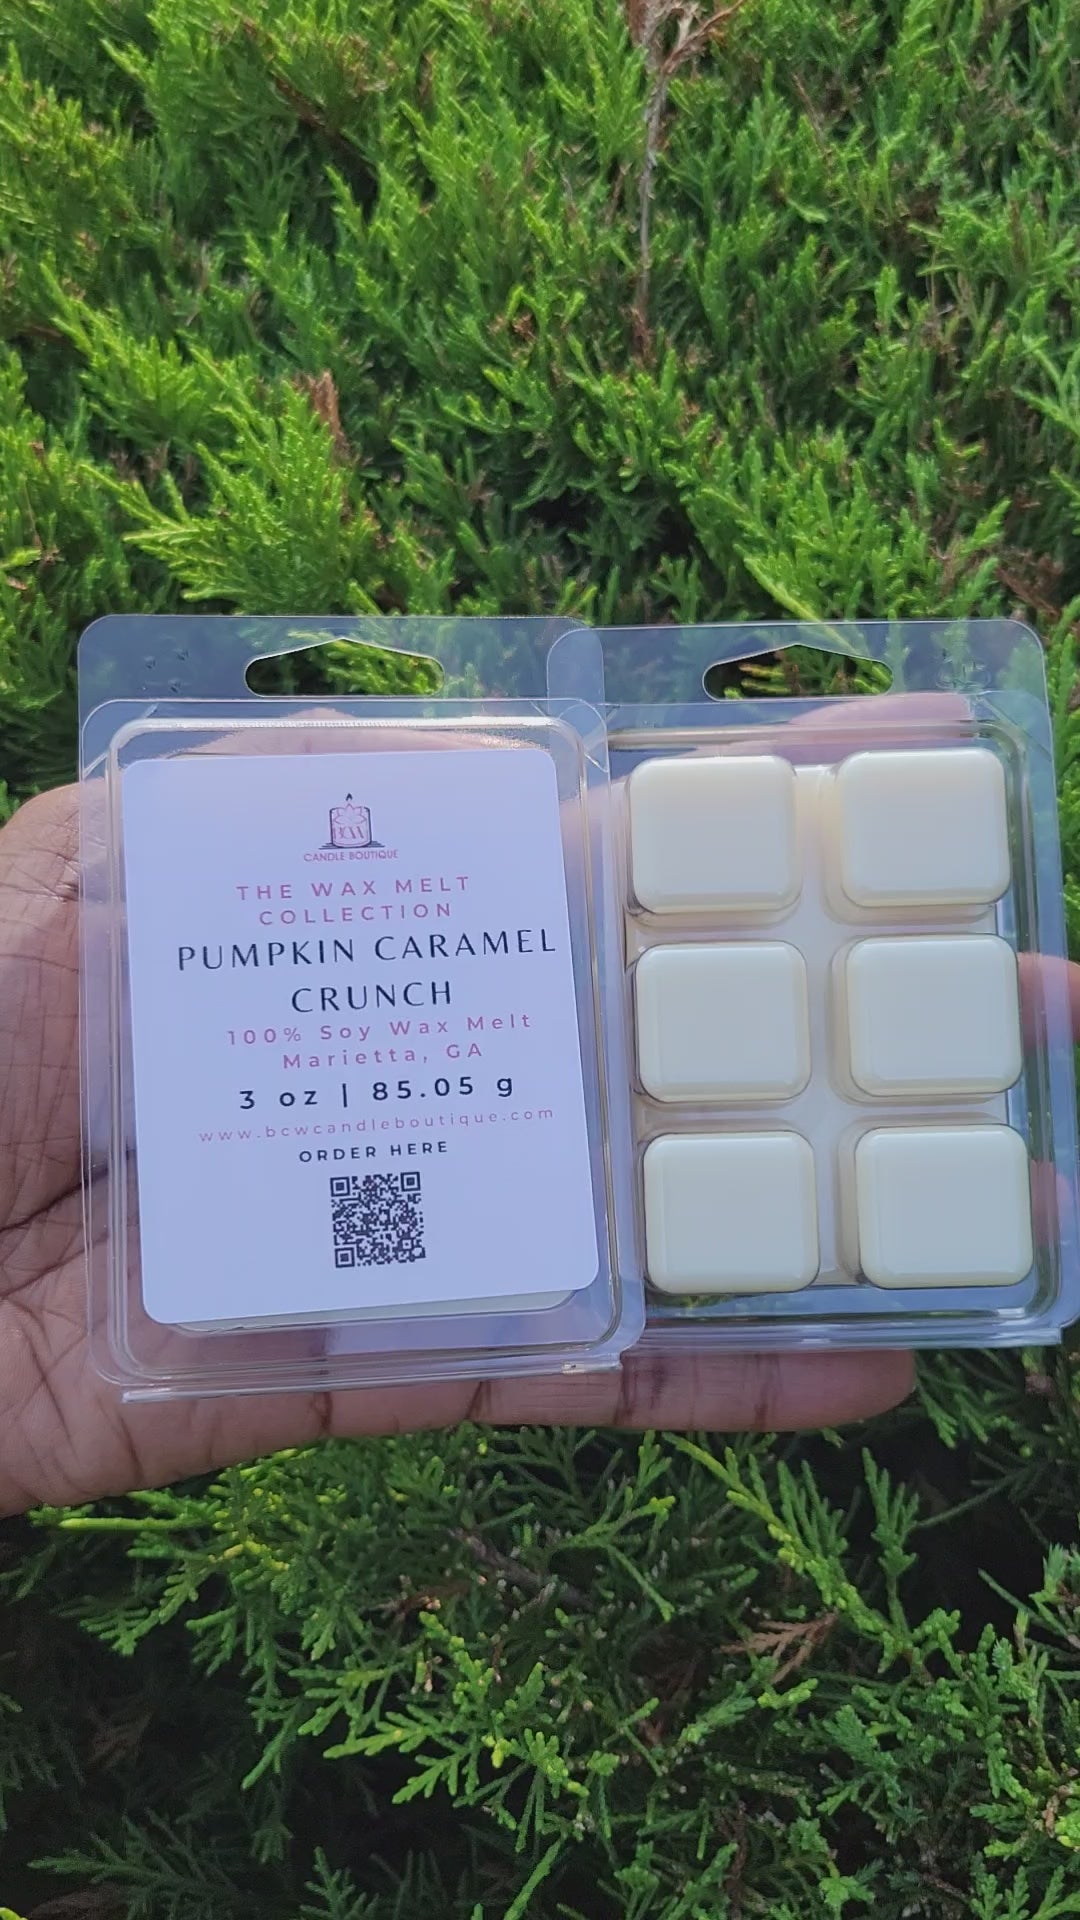 BCW
CANDLE BOUTIQUE
THE WAX MELT
COLLECTION
PUMPKIN CARAMEL
CRUNCH
100% Soy Wax Melt
Marietta, GA
3 oz | 85.05 g
www.bcwcandleboutique.com
ORDER HERE